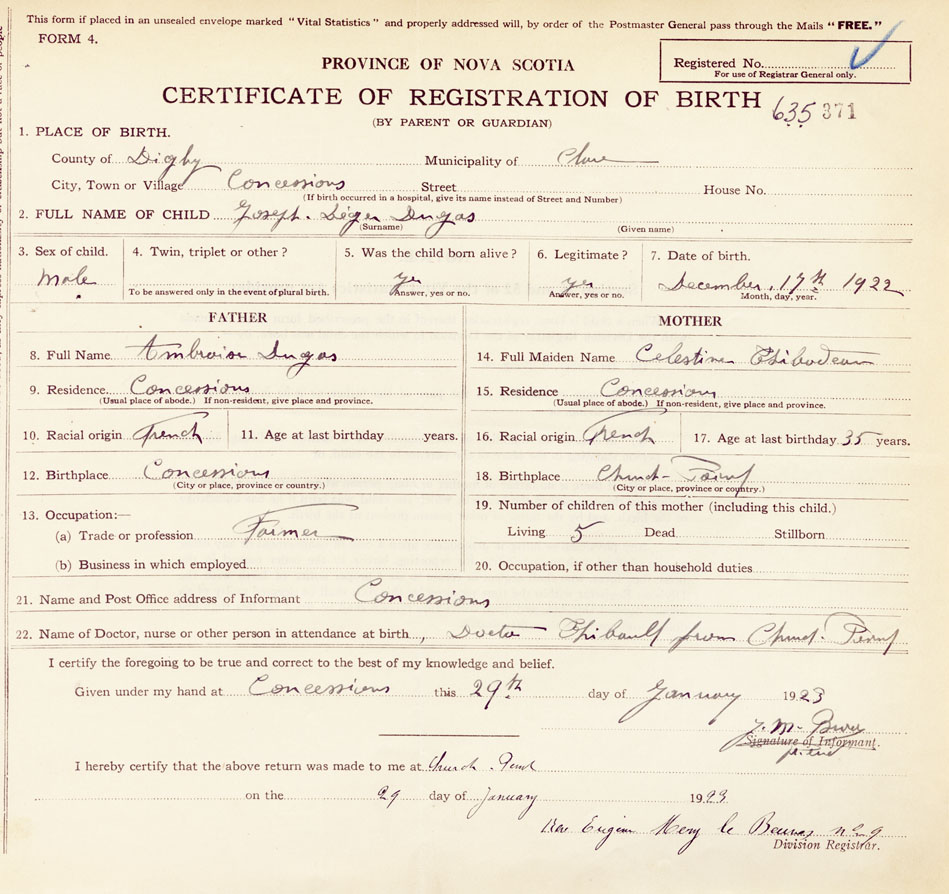 This form if placed in an unsealed envelope marked "Vital Statistics" and properly addressed will, by order of the Postmaster General pass through the Mails "FREE."
FORM 4.
PROVINCE OF NOVA SCOTIA
Registered No.
For use of Registrar General only.
CERTIFICATE OF REGISTRATION OF BIRTH
(BY PARENT OR GUARDIAN)
635 371
1. PLACE OF BIRTH.
County of Digby Municipality of Clare
City, Town or Village Concessions Street House No.
(If birth occurred in a hospital, give its name instead of Street and Number)
2. FULL NAME OF CHILD Joseph. Léger Dugas
(Surname) (Given name)
3. Sex of child. 4. Twin, triplet or other? 5. Was the child born alive? 6. Legitimate? 7. Date of birth.
Male yes yes December, 17th 1922
To be answered only in the event of plural birth. Answer, yes or no. Answer, yes or no. Month, day, year.
FATHER MOTHER
8. Full Name Ambroise Dugas 14. Full Maiden Name Celestine Thibodeau
9. Residence Concessions 15. Residence Concessions
(Usual place of abode.) If non-resident, give place and province. (Usual place of abode.) If non-resident, give place and province.
10. Racial origin French 11. Age at last birthday years. 16. Racial origin French 17. Age at last birthday 35 years.
12. Birthplace Concessions 18. Birthplace Church-Point
(City or place, province or country.) (City or place, province or country.)
13. Occupation:— 19. Number of children of this mother (including this child.)
(a) Trade or profession Farmer Living 5 Dead Stillborn
(b) Business in which employed 20. Occupation, if other than household duties
21. Name and Post Office address of Informant Concessions
22. Name of Doctor, nurse or other person in attendance at birth Doctor Thibault from Church-Point
I certify the foregoing to be true and correct to the best of my knowledge and belief.
Given under my hand at Concessions this 29th day of January 1923
Signature of Informant.
I hereby certify that the above return was made to me at Church Point
on the 29 day of January 1923
Rev Eugène
Division Registrar.